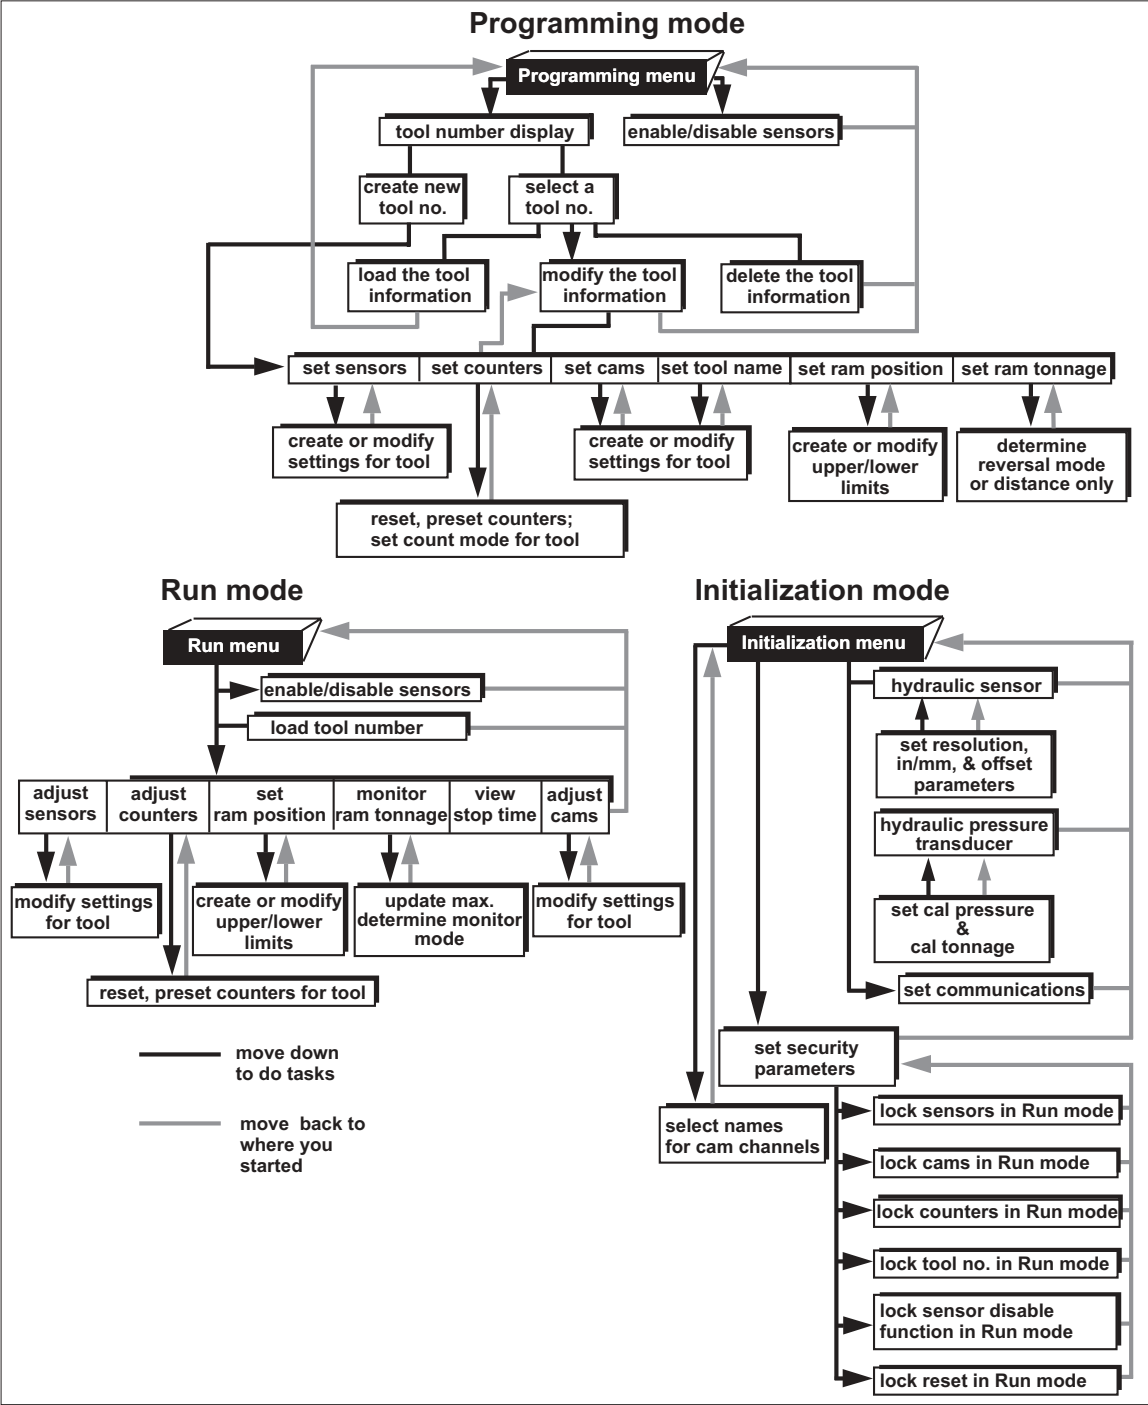 Programming mode
Programming menu
tool number display
enable/disable sensors
create new
tool no.
select a
tool no.
load the tool
information
modify the tool
information
delete the tool
information
set sensors
set counters
set cams
set tool name
set ram position
set ram tonnage
create or modify
settings for tool
create or modify
settings for tool
create or modify
upper/lower
limits
determine
reversal mode
or distance only
reset, preset counters;
set count mode for tool
Run mode
Run menu
enable/disable sensors
load tool number
adjust
sensors
adjust
counters
set
ram position
monitor
ram tonnage
view
stop time
adjust
cams
modify settings
for tool
create or modify
upper/lower
limits
update max.
determine monitor
mode
modify settings
for tool
reset, preset counters for tool
move down
to do tasks
move back to
where you
started
Initialization mode
Initialization menu
hydraulic sensor
set resolution,
in/mm, & offset
parameters
hydraulic pressure
transducer
set cal pressure
&
cal tonnage
set communications
set security
parameters
select names
for cam channels
lock sensors in Run mode
lock cams in Run mode
lock counters in Run mode
lock tool no. in Run mode
lock sensor disable
function in Run mode
lock reset in Run mode